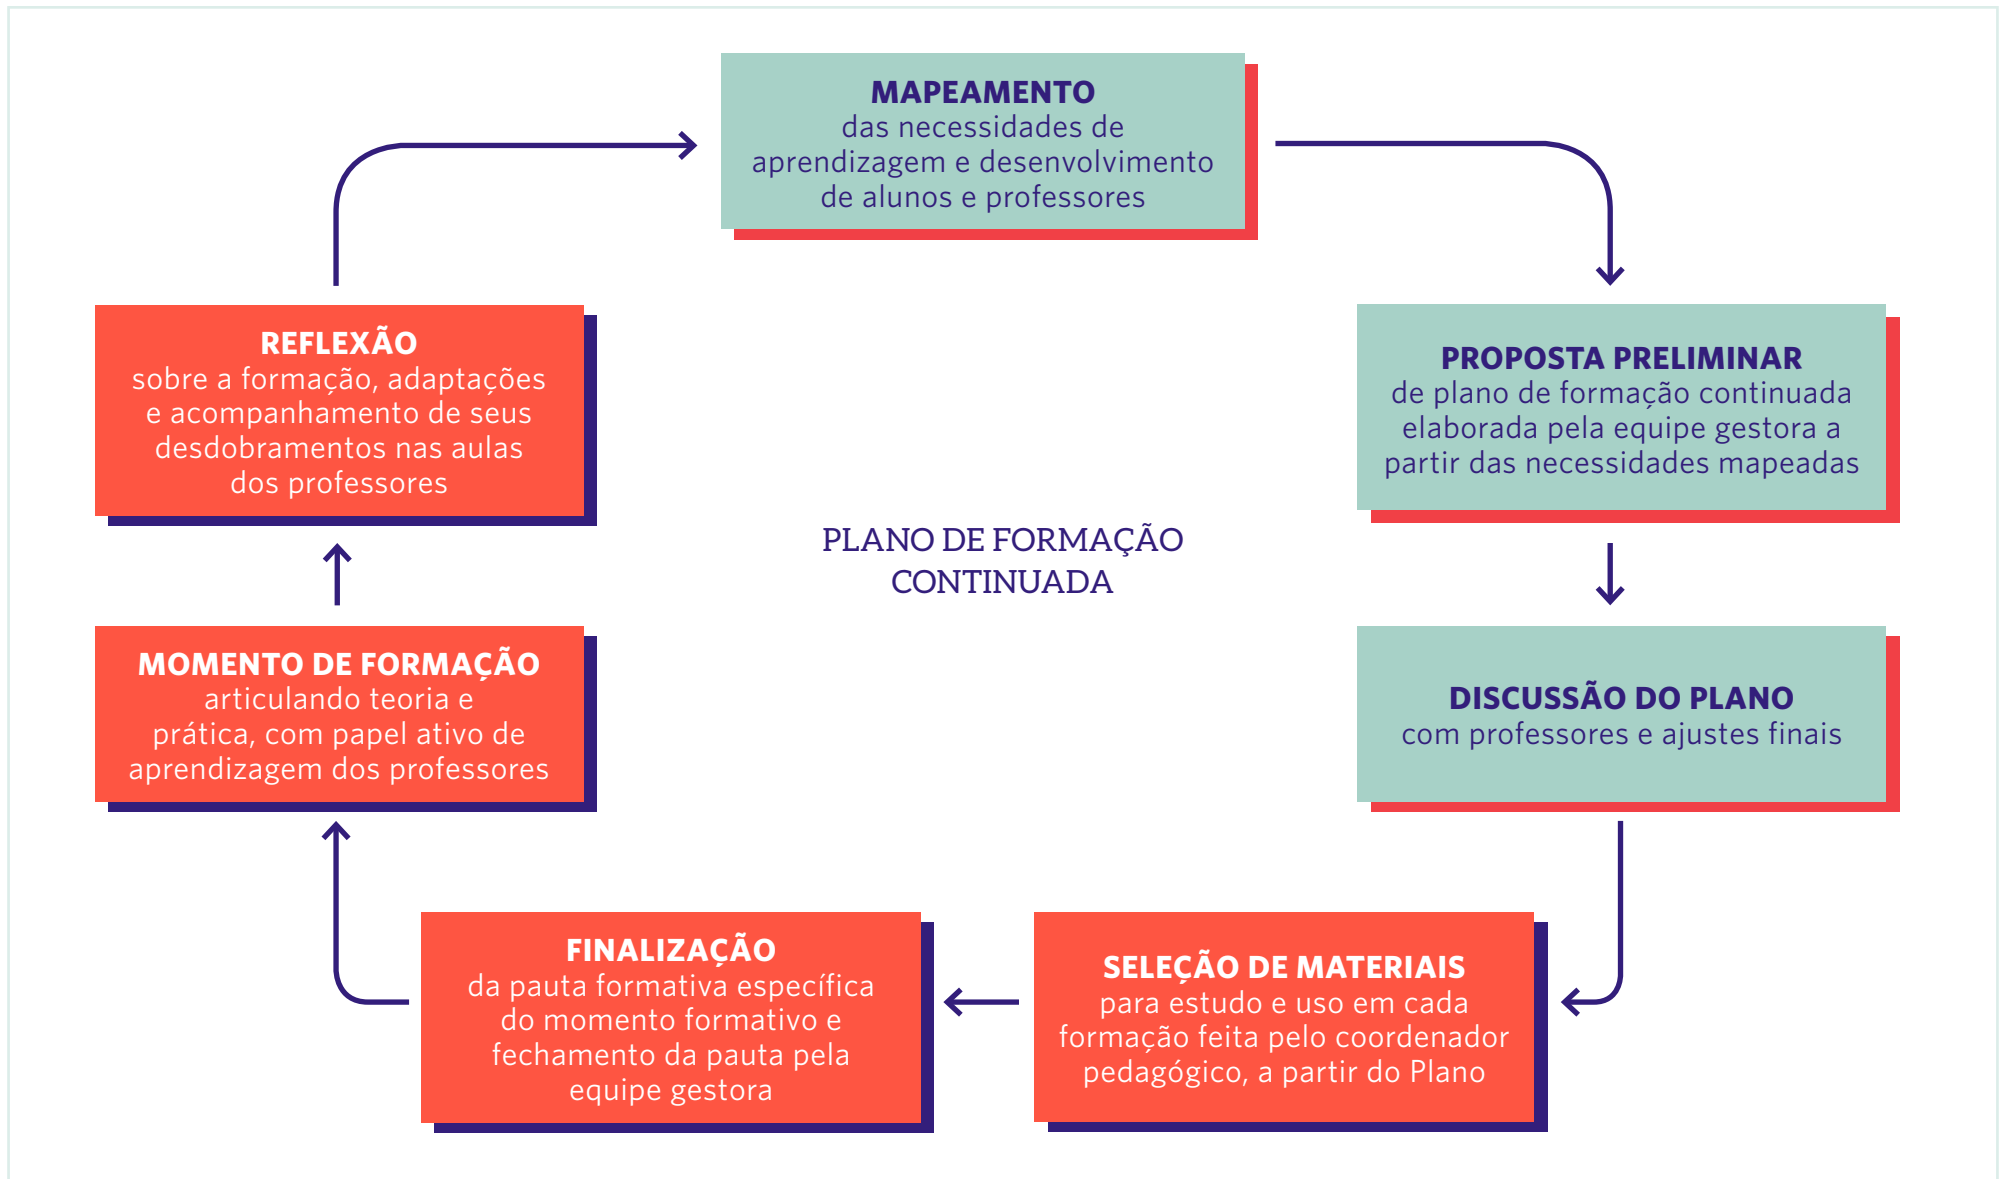 MAPEAMENTO
das necessidades de
aprendizagem e desenvolvimento
de alunos e professores
PROPOSTA PRELIMINAR
de plano de formação continuada
elaborada pela equipe gestora a
partir das necessidades mapeadas
DISCUSSÃO DO PLANO
com professores e ajustes finais
SELEÇÃO DE MATERIAIS
para estudo e uso em cada
formação feita pelo coordenador
pedagógico, a partir do Plano
FINALIZAÇÃO
da pauta formativa específica
do momento formativo e
fechamento da pauta pela
equipe gestora
MOMENTO DE FORMAÇÃO
articulando teoria e
prática, com papel ativo de
aprendizagem dos professores
REFLEXÃO
sobre a formação, adaptações
e acompanhamento de seus
desdobramentos nas aulas
dos professores
PLANO DE FORMAÇÃO
CONTINUADA